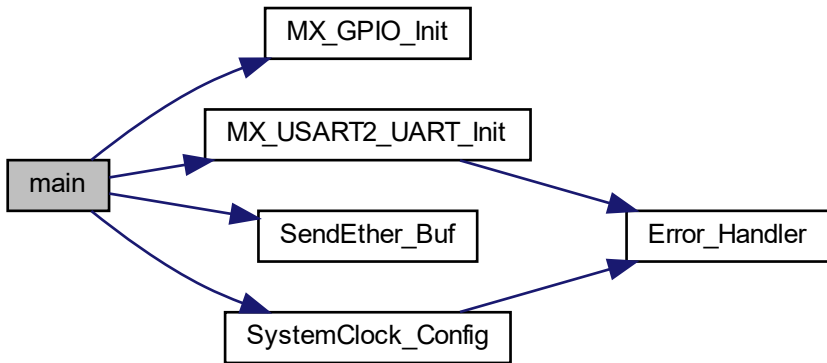 MX_GPIO_Init
MX_USART2_UART_Init
main
SendEther_Buf
Error_Handler
SystemClock_Config